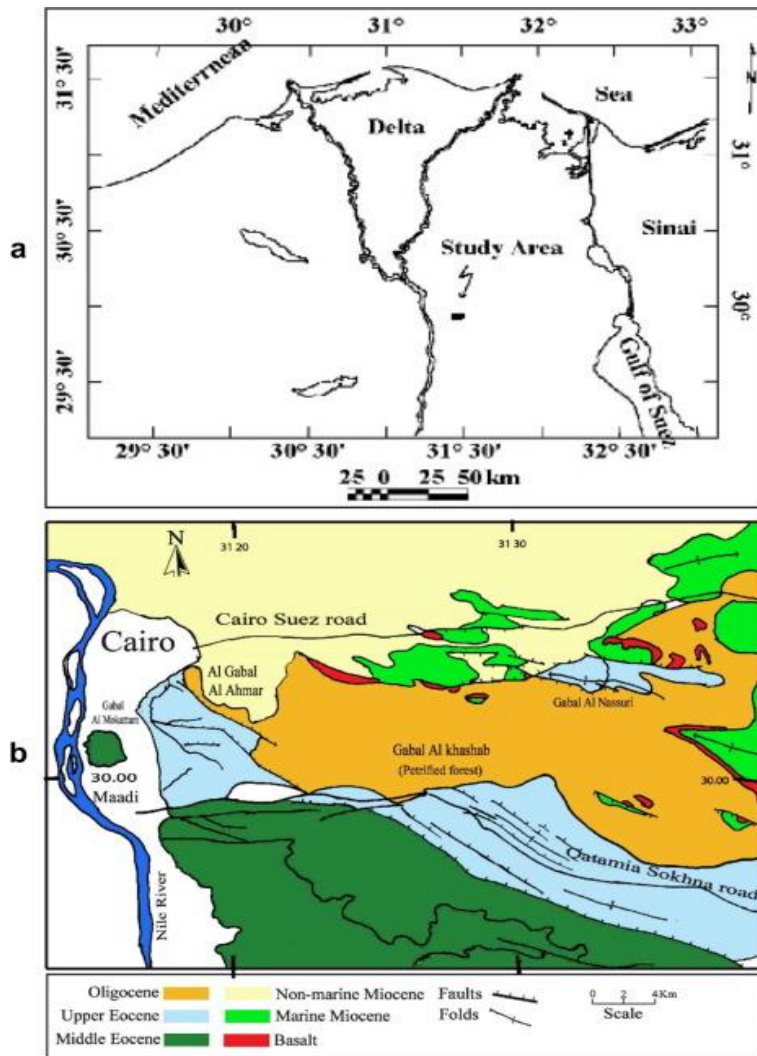 a
30° 31° 32° 33°
31° 30'
31°
30° 30'
30°
29° 30'
Mediterrnean
Sea
N
Delta
Sinai
Study Area
Gulf of Suez
29° 30' 30° 30' 31° 30' 32° 30'
25 0 25 50 km
b
31 20
31 30
N
Cairo Suez road
Cairo
Al Gabal
Al Ahmar
Gabal
Al Mokattam
Gabal Al Nassuri
Gabal Al khashab
(Petrified forest)
30.00
30.00
Maadi
Qatamia Sokhna road
Nile River
Oligocene
Non-marine Miocene
Faults
0 2 4Km
Upper Eocene
Marine Miocene
Folds
Scale
Middle Eocene
Basalt